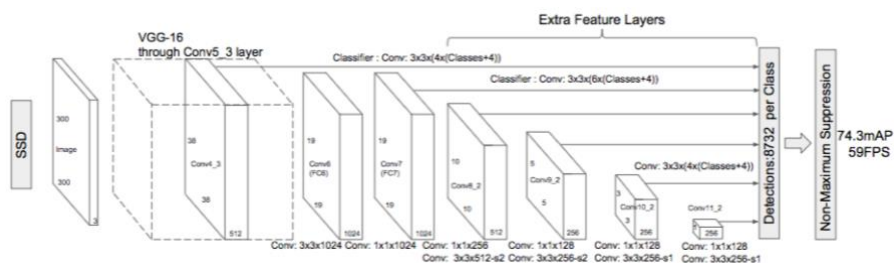 Extra Feature Layers
VGG-16
through Conv5_3 layer
Classifier : Conv: 3x3x(4x(Classes+4))
Classifier : Conv: 3x3x(6x(Classes+4))
SSD
300
Image
300
3
38
Conv4_3
38
512
19
Conv6
(FC6)
19
1024
19
Conv7
(FC7)
19
1024
10
Conv8_2
10
512
5
Conv9_2
5
256
Conv: 3x3x(4x(Classes+4))
3
Conv10_2
3
256
Conv11_2
256
Detections:8732 per Class
Non-Maximum Suppression
74.3mAP
59FPS
Conv: 3x3x1024
Conv: 1x1x1024
Conv: 1x1x256
Conv: 3x3x512-s2
Conv: 1x1x128
Conv: 3x3x256-s2
Conv: 1x1x128
Conv: 3x3x256-s1
Conv: 1x1x128
Conv: 3x3x256-s1